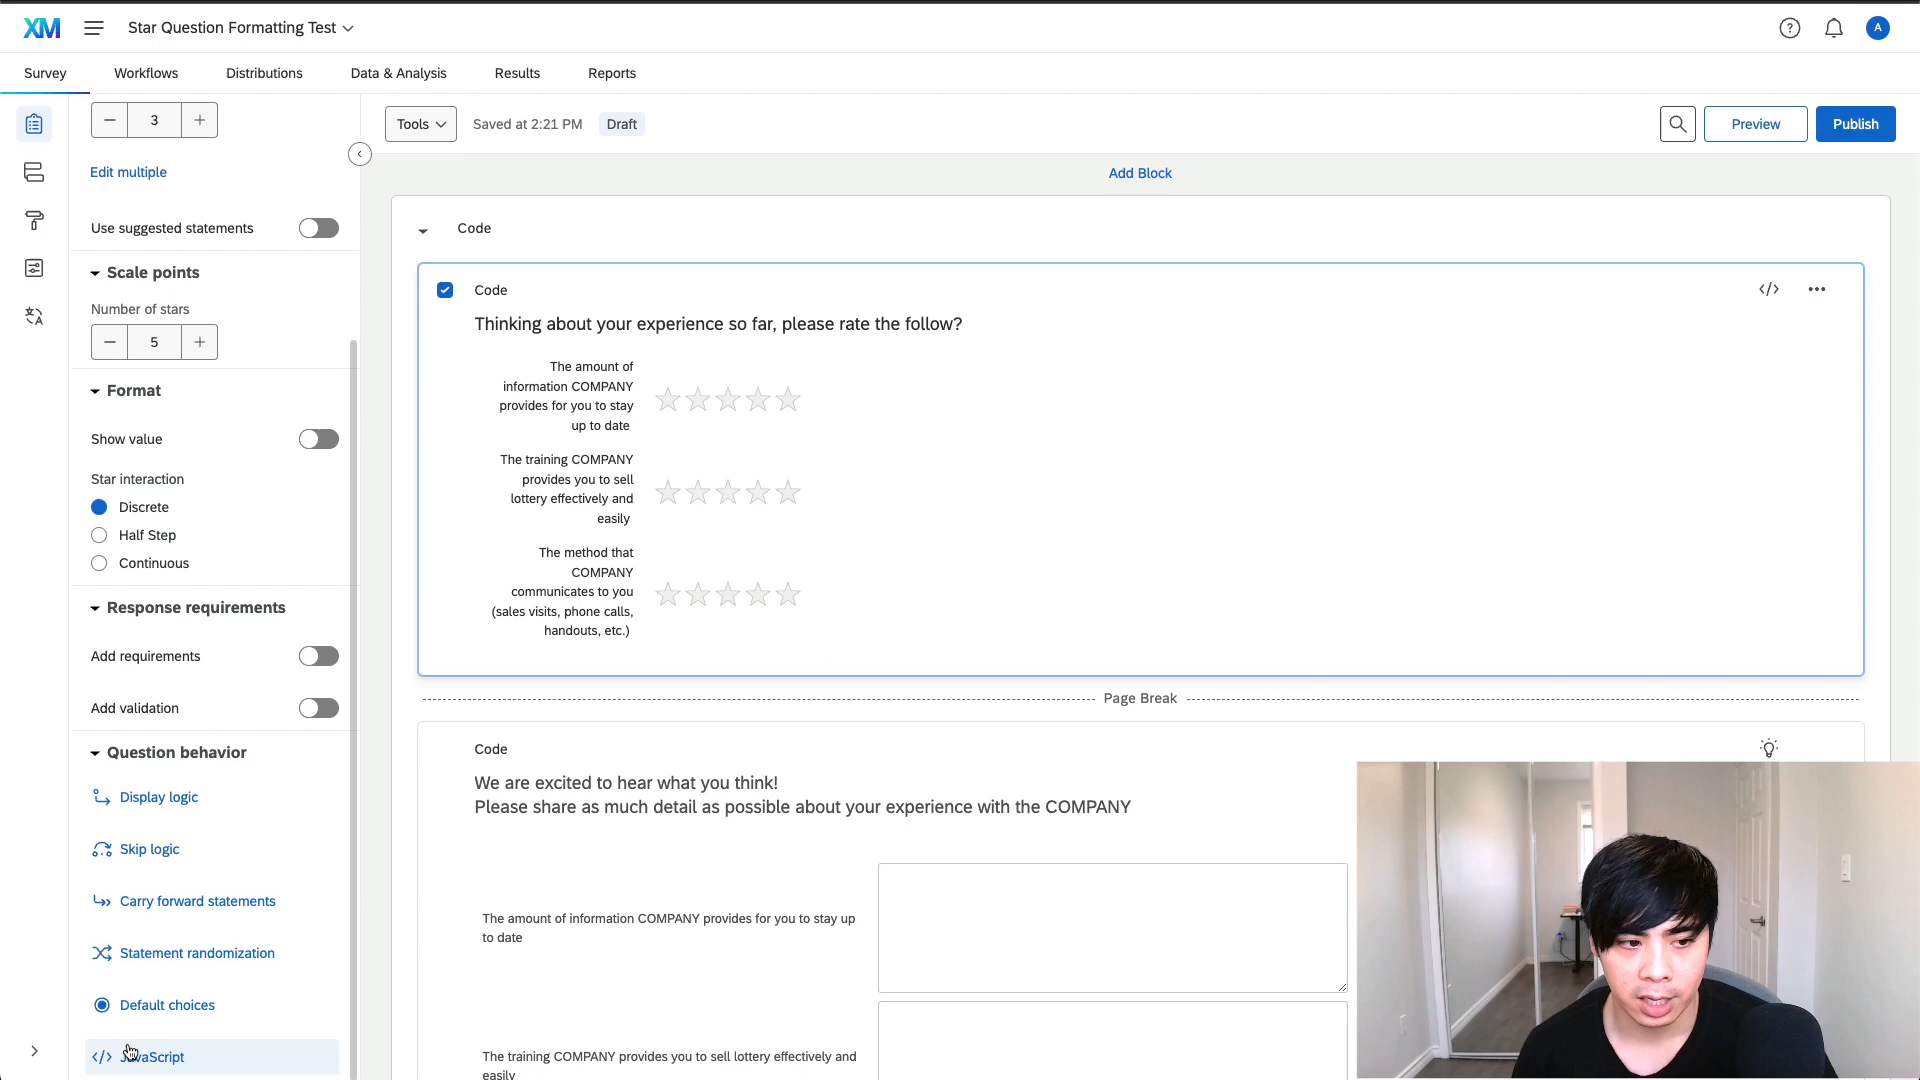 XM
Star Question Formatting Test
A
Survey
Workflows
Distributions
Data & Analysis
Results
Reports
3
Edit multiple
Use suggested statements
Scale points
Number of stars
5
Format
Show value
Star interaction
Discrete
Half Step
Continuous
Response requirements
Add requirements
Add validation
Question behavior
Display logic
Skip logic
Carry forward statements
Statement randomization
Default choices
</> JavaScript
Tools
Saved at 2:21 PM
Draft
Preview
Publish
Add Block
Code
Code
</>
Thinking about your experience so far, please rate the follow?
The amount of
information COMPANY
provides for you to stay
up to date
The training COMPANY
provides you to sell
lottery effectively and
easily
The method that
COMPANY
communicates to you
(sales visits, phone calls,
handouts, etc.)
Page Break
Code
We are excited to hear what you think!
Please share as much detail as possible about your experience with the COMPANY
The amount of information COMPANY provides for you to stay up
to date
The training COMPANY provides you to sell lottery effectively and
easily